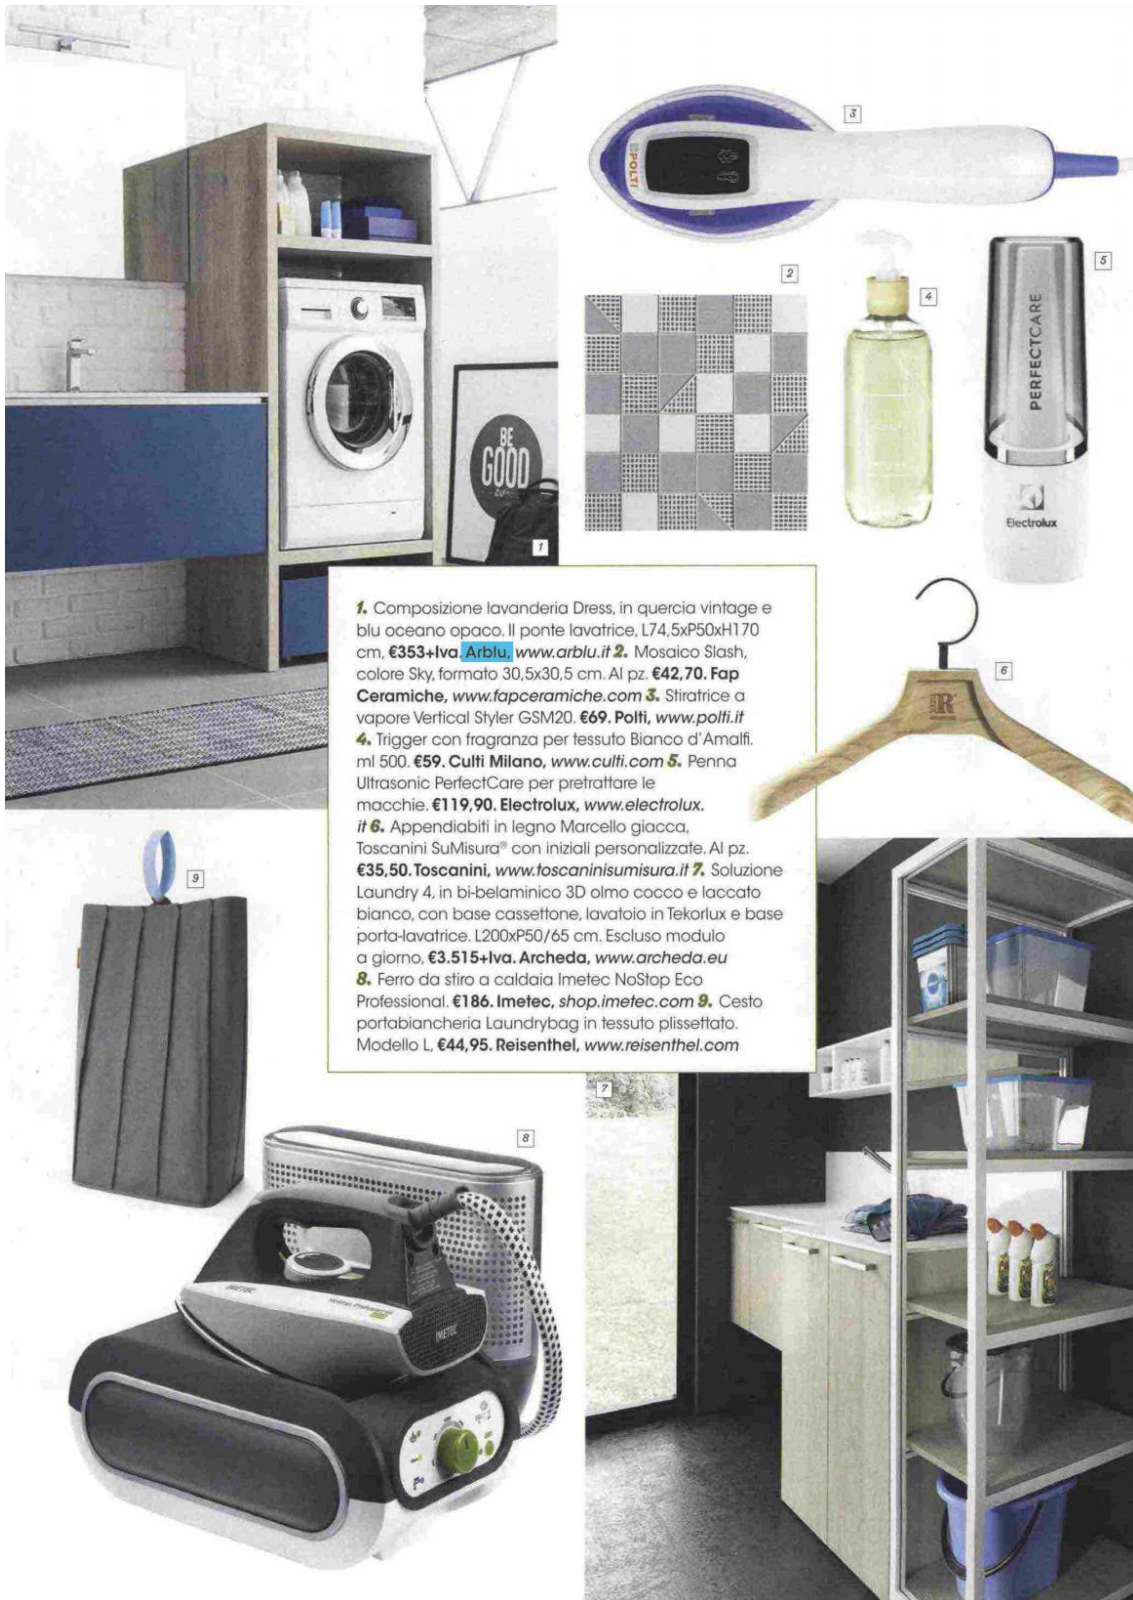 3
POLTI
2
4
5
PERFECTCARE
Electrolux
BE
GOOD
1
1. Composizione lavanderia Dress, in quercia vintage e
blu oceano opaco. Il ponte lavatrice, L74,5xP50xH170
cm, €353+Iva. Arblu, www.arblu.it 2. Mosaico Slash,
colore Sky, formato 30,5x30,5 cm. Al pz. €42,70. Fap
Ceramiche, www.fapceramiche.com 3. Stiratrice a
vapore Vertical Styler GSM20. €69. Polti, www.polti.it
4. Trigger con fragranza per tessuto Bianco d'Amalfi.
ml 500. €59. Culti Milano, www.culti.com 5. Penna
Ultrasonic PerfectCare per pretrattare le
macchie. €119,90. Electrolux, www.electrolux.
it 6. Appendiabiti in legno Marcello giacca,
Toscanini SuMisura® con iniziali personalizzate. Al pz.
€35,50. Toscanini, www.toscaninisumisura.it 7. Soluzione
Laundry 4, in bi-belaminico 3D olmo cocco e laccato
bianco, con base cassettone, lavatoio in Tekorlux e base
porta-lavatrice. L200xP50/65 cm. Escluso modulo
a giorno, €3.515+Iva. Archeda, www.archeda.eu
8. Ferro da stiro a caldaia Imetec NoStop Eco
Professional. €186. Imetec, shop.imetec.com 9. Cesto
portabiancheria Laundrybag in tessuto plissettato.
Modello L, €44,95. Reisenthel, www.reisenthel.com
6
R
9
7
8
IMETEC
IMETEC